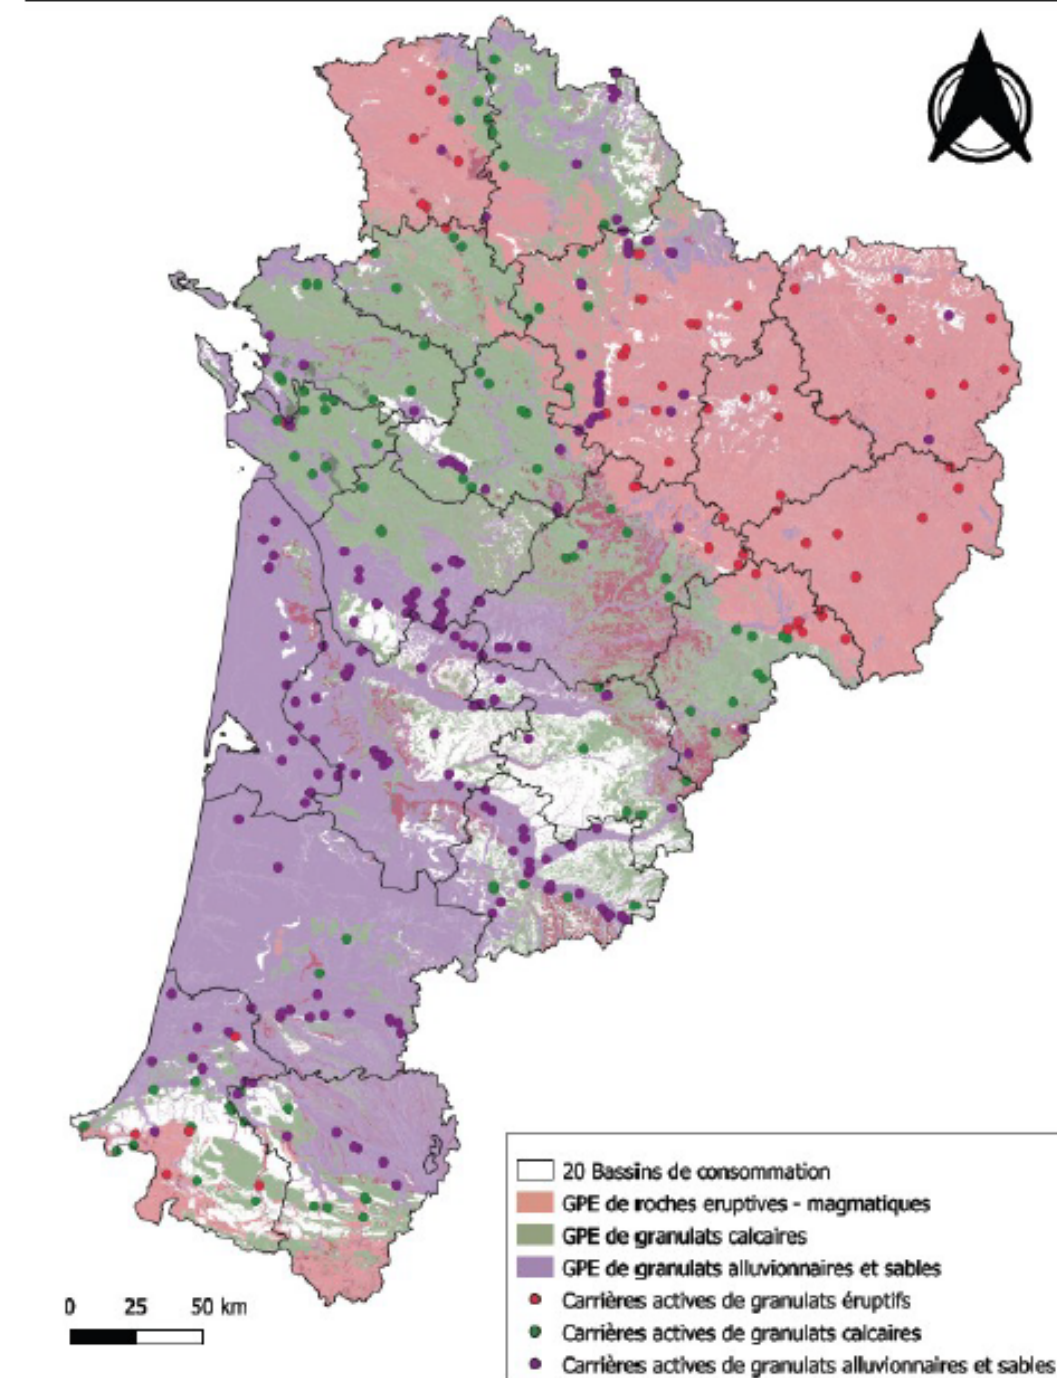 20 Bassins de consommation
GPE de roches eruptives - magmatiques
GPE de granulats calcaires
GPE de granulats alluvionnaires et sables
Carrières actives de granulats éruptifs
Carrières actives de granulats calcaires
Carrières actives de granulats alluvionnaires et sables
0 25 50 km